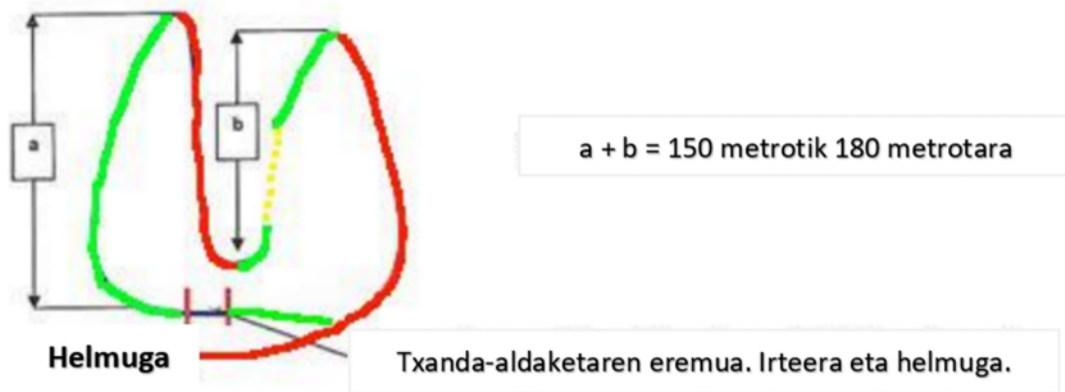 a
b
a + b = 150 metrotik 180 metrotara
Helmuga
Txanda-aldaketaren eremua. Irteera eta helmuga.